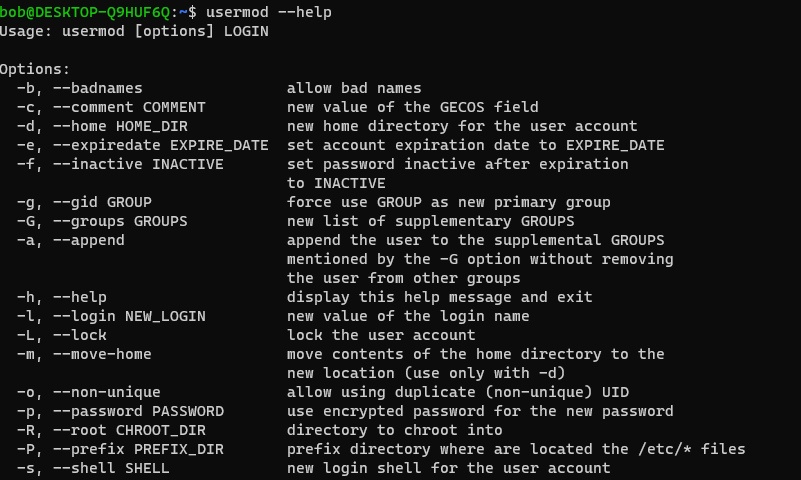 bob@DESKTOP-Q9HUF6Q:~$ usermod --help
Usage: usermod [options] LOGIN

Options:
  -b, --badnames                allow bad names
  -c, --comment COMMENT         new value of the GECOS field
  -d, --home HOME_DIR           new home directory for the user account
  -e, --expiredate EXPIRE_DATE  set account expiration date to EXPIRE_DATE
  -f, --inactive INACTIVE       set password inactive after expiration
                                to INACTIVE
  -g, --gid GROUP               force use GROUP as new primary group
  -G, --groups GROUPS           new list of supplementary GROUPS
  -a, --append                  append the user to the supplemental GROUPS
                                mentioned by the -G option without removing
                                the user from other groups
  -h, --help                    display this help message and exit
  -l, --login NEW_LOGIN         new value of the login name
  -L, --lock                    lock the user account
  -m, --move-home               move contents of the home directory to the
                                new location (use only with -d)
  -o, --non-unique              allow using duplicate (non-unique) UID
  -p, --password PASSWORD       use encrypted password for the new password
  -R, --root CHROOT_DIR         directory to chroot into
  -P, --prefix PREFIX_DIR       prefix directory where are located the /etc/* files
  -s, --shell SHELL             new login shell for the user account